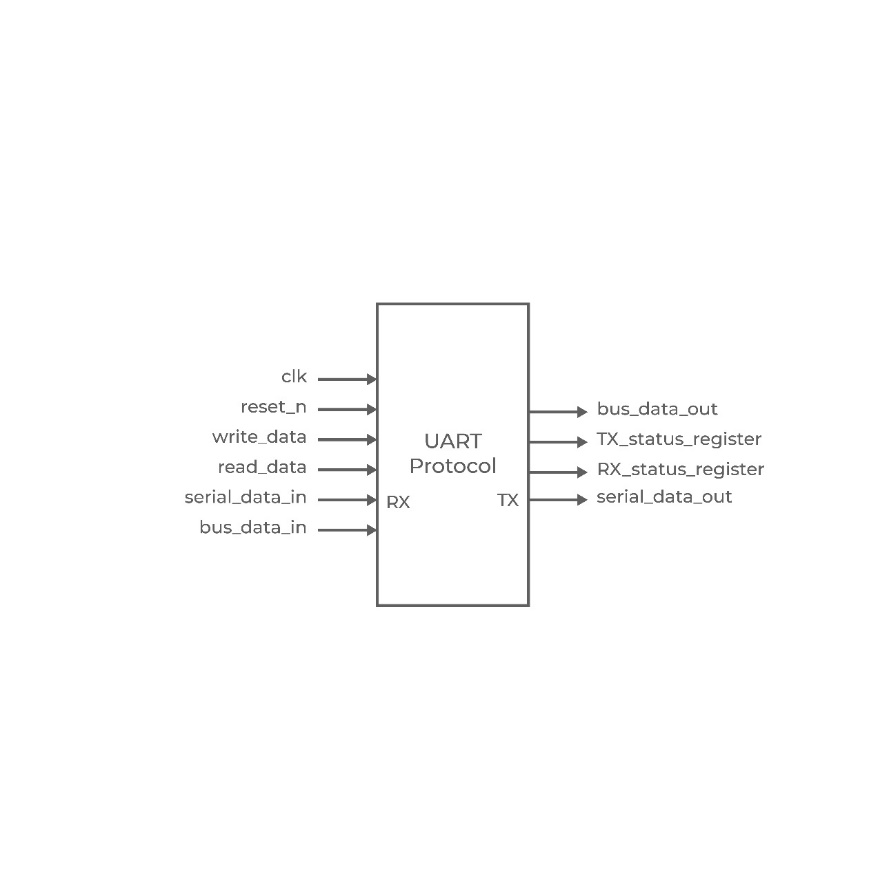 clk
reset_n
write_data
read_data
serial_data_in
bus_data_in
UART
Protocol
RX
TX
bus_data_out
TX_status_register
RX_status_register
serial_data_out